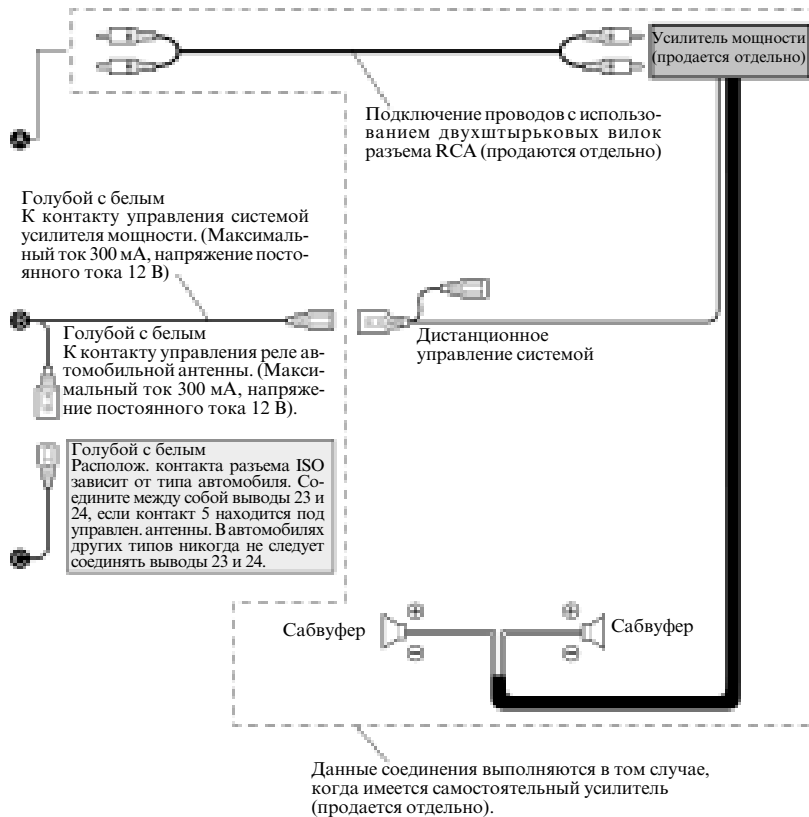 Усилитель мощности
(продается отдельно)
Подключение проводов с использо-
ванием двухштырьковых вилок
разъема RCA (продаются отдельно)
Голубой с белым
К контакту управления системой
усилителя мощности. (Максималь-
ный ток 300 мА, напряжение посто-
янного тока 12 В)
Голубой с белым
К контакту управления реле ав-
томобильной антенны. (Макси-
мальный ток 300 мА, напряже-
ние постоянного тока 12 В).
Дистанционное
управление системой
Голубой с белым
Располож. контакта разъема ISO
зависит от типа автомобиля. Со-
едините между собой выводы 23 и
24, если контакт 5 находится под
управлен. антенны. В автомобилях
других типов никогда не следует
соединять выводы 23 и 24.
Сабвуфер
Сабвуфер
Данные соединения выполняются в том случае,
когда имеется самостоятельный усилитель
(продается отдельно).